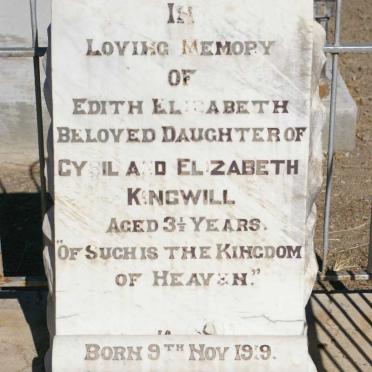 IN
LOVING MEMORY
OF
EDITH ELIZABETH
BELOVED DAUGHTER OF
CYRIL AND ELIZABETH
KINGWILL
AGED 3½ YEARS.
"OF SUCH IS THE KINGDOM
OF HEAVEN."
BORN 9TH NOV 1919.